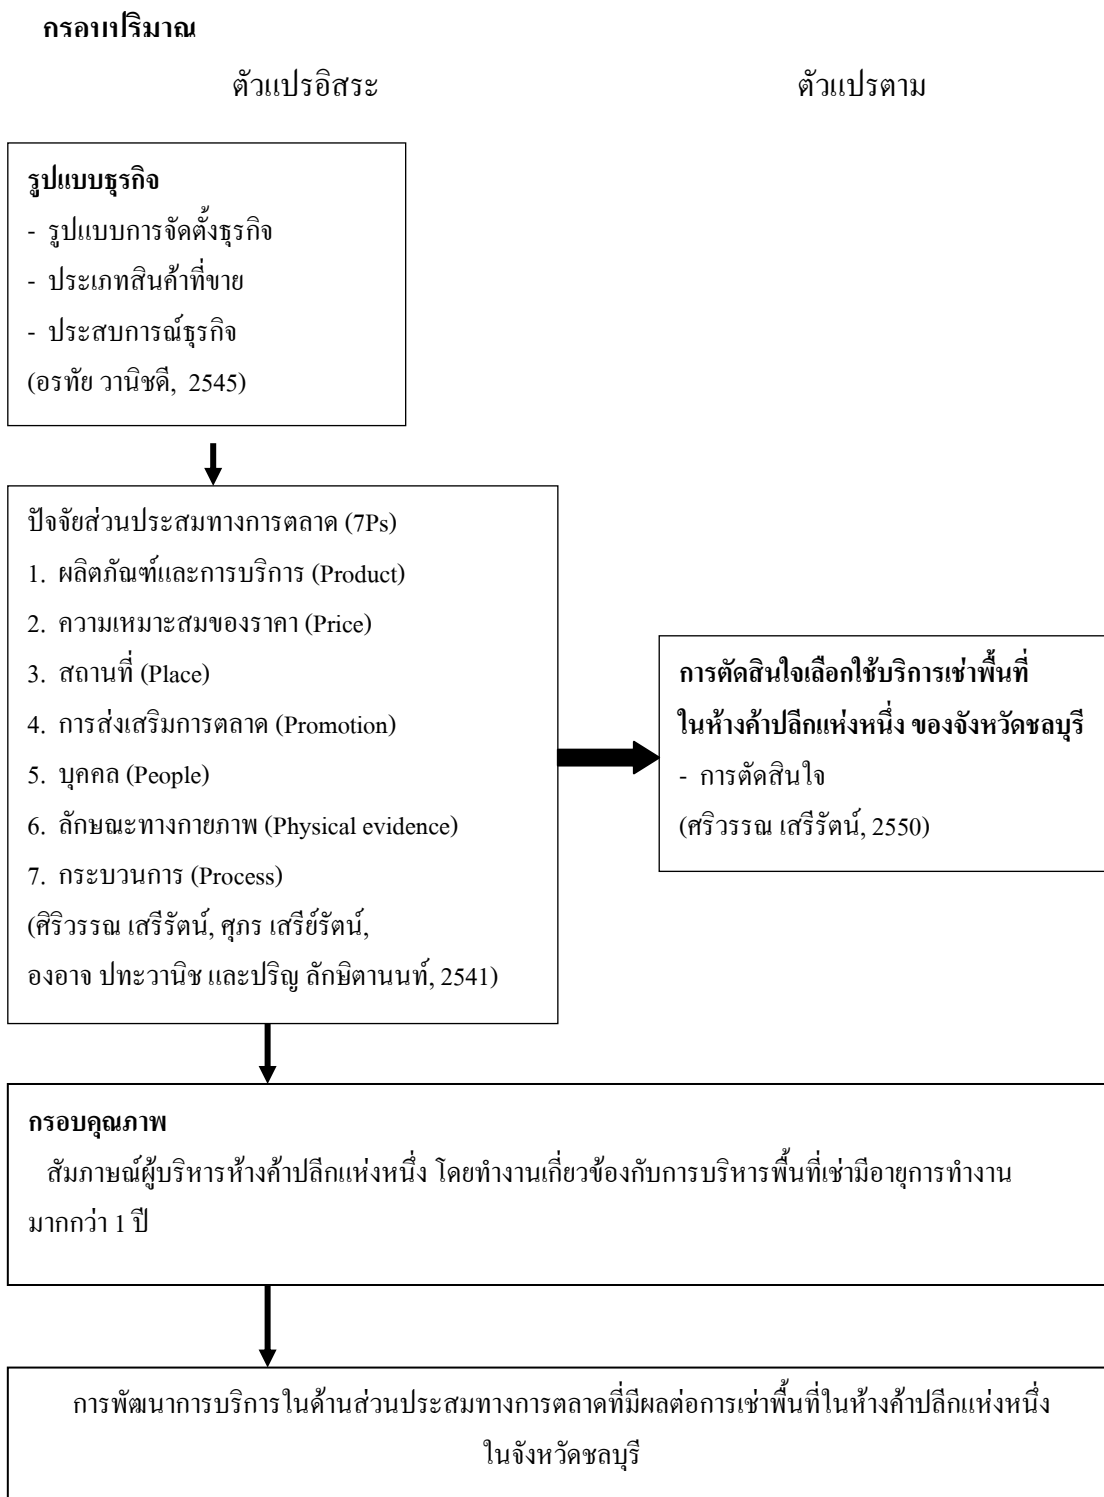 กรอบปริมาณ
ตัวแปรอิสระ
ตัวแปรตาม
รูปแบบธุรกิจ
- รูปแบบการจัดตั้งธุรกิจ
- ประเภทสินค้าที่ขาย
- ประสบการณ์ธุรกิจ
(อรทัย วานิชดี, 2545)
ปัจจัยส่วนประสมทางการตลาด (7Ps)
1. ผลิตภัณฑ์และการบริการ (Product)
2. ความเหมาะสมของราคา (Price)
3. สถานที่ (Place)
4. การส่งเสริมการตลาด (Promotion)
5. บุคคล (People)
6. ลักษณะทางกายภาพ (Physical evidence)
7. กระบวนการ (Process)
(ศิริวรรณ เสรีรัตน์, ศุภร เสรีย์รัตน์,
องอาจ ปทะวานิช และปริญ ลักษิตานนท์, 2541)
การตัดสินใจเลือกใช้บริการเช่าพื้นที่
ในห้างค้าปลีกแห่งหนึ่ง ของจังหวัดชลบุรี
- การตัดสินใจ
(ศริวรรณ เสรีรัตน์, 2550)
กรอบคุณภาพ
สัมภาษณ์ผู้บริหารห้างค้าปลีกแห่งหนึ่ง โดยทำงานเกี่ยวข้องกับการบริหารพื้นที่เช่ามีอายุการทำงาน
มากกว่า 1 ปี
การพัฒนาการบริการในด้านส่วนประสมทางการตลาดที่มีผลต่อการเช่าพื้นที่ในห้างค้าปลีกแห่งหนึ่ง
ในจังหวัดชลบุรี